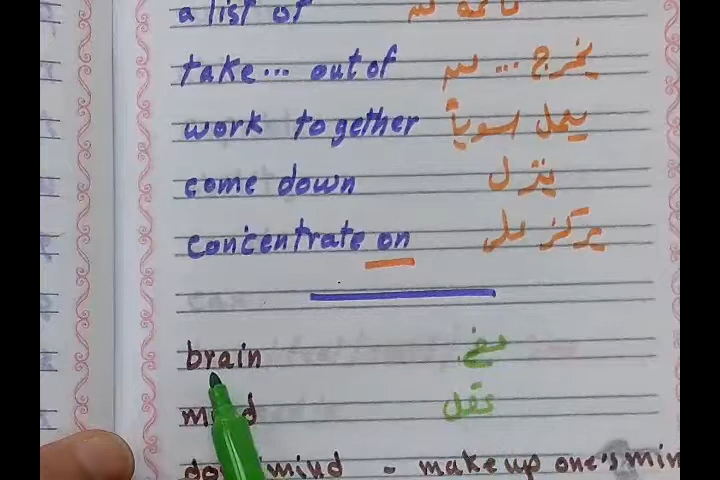 a list of قائمة من
take... out of يخرج ... من
work together يعمل سوياً
come down ينزل
concentrate on يركز على
brain مخ
mind عقل
mind - make up one's min